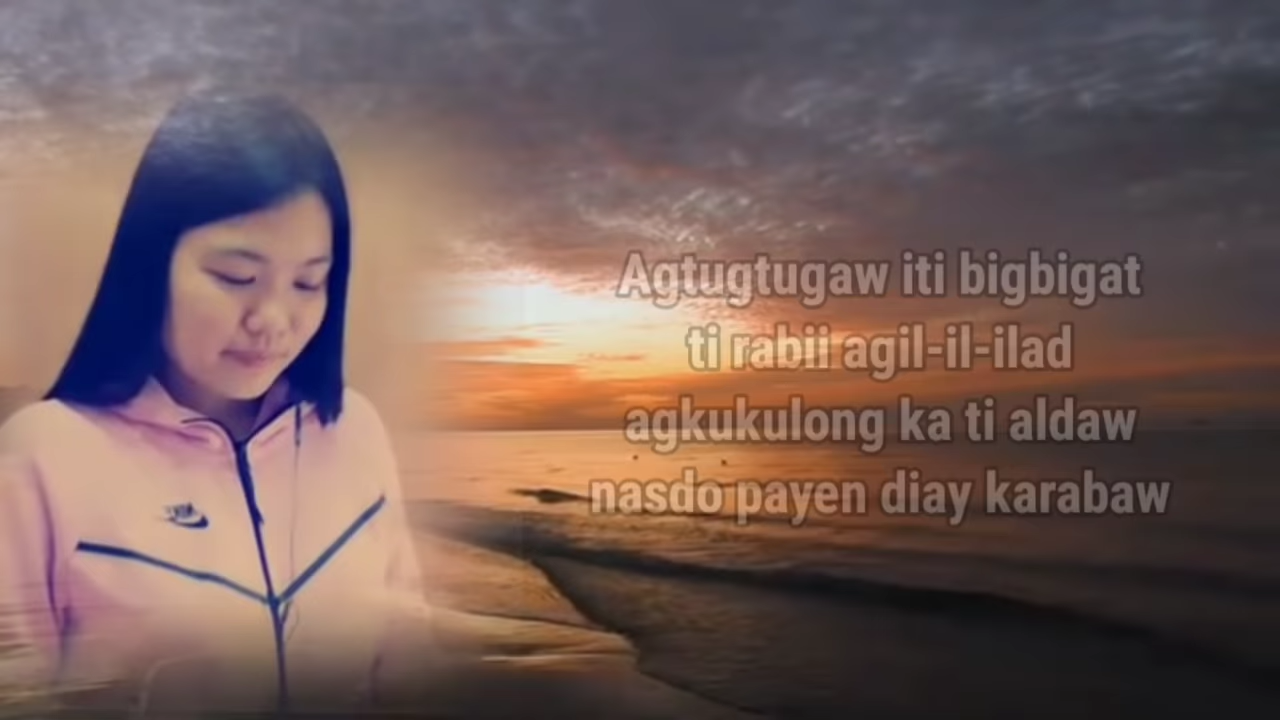 Agtugtugaw iti bigbigat
ti rabii agil-il-ilad
agkukulong ka ti aldaw
nasdo payen diay karabaw